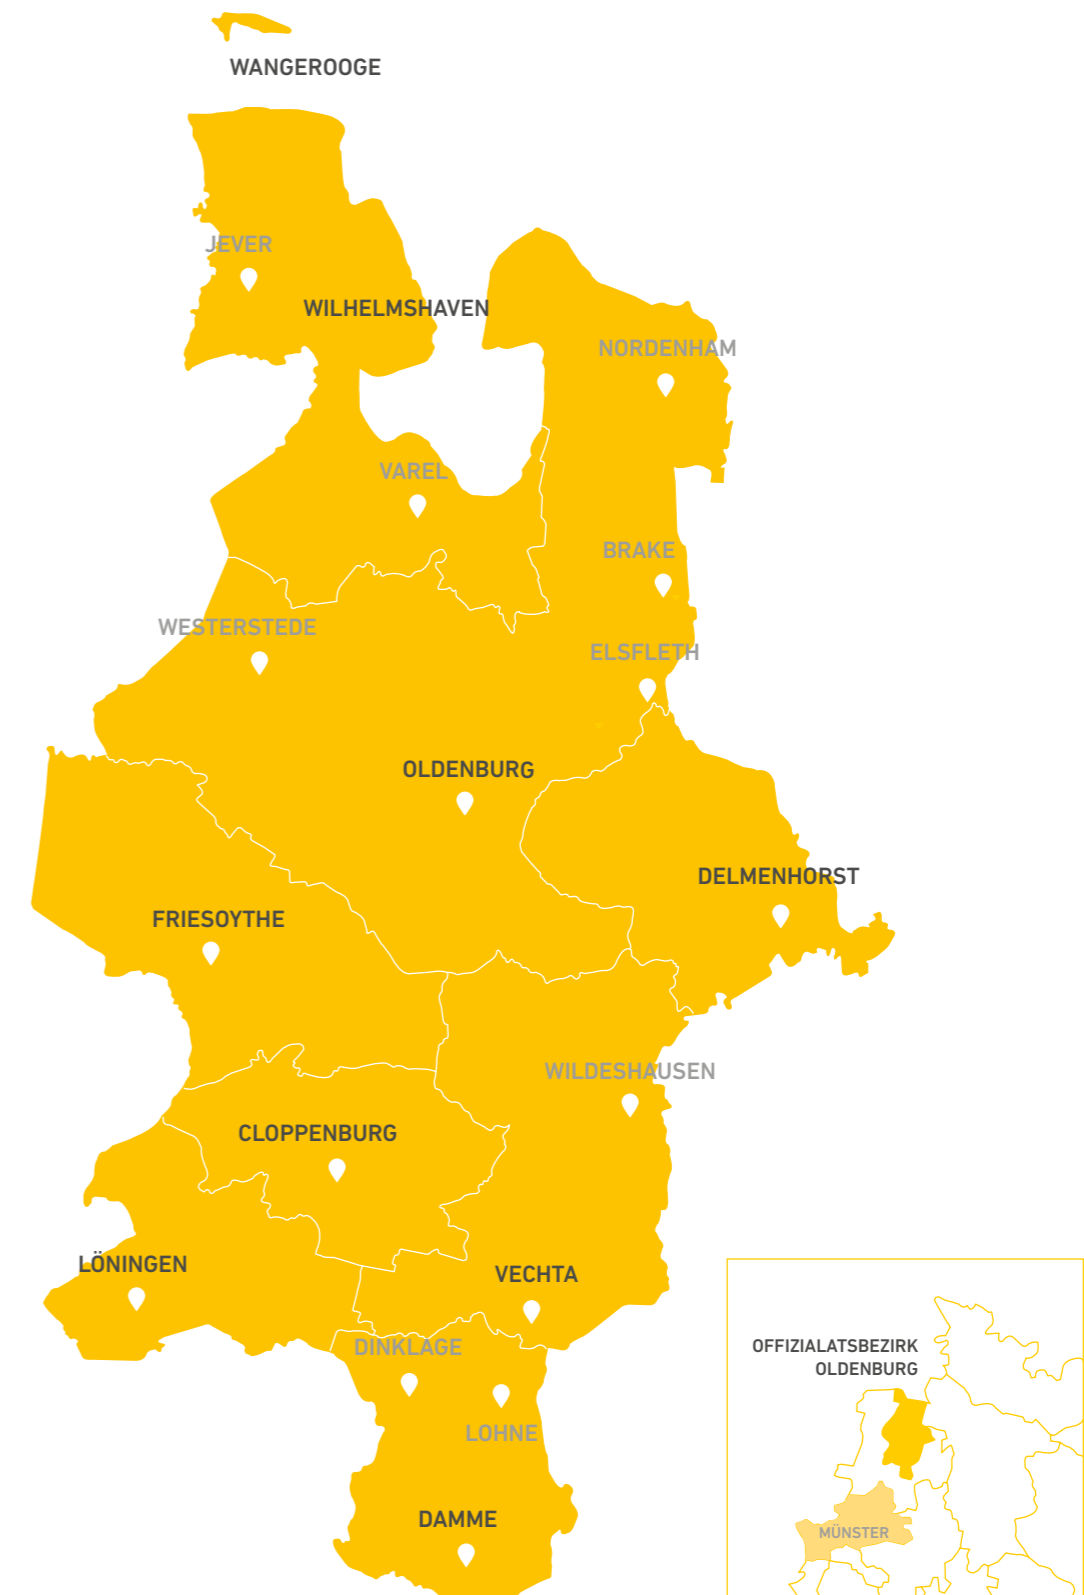 WANGEROOGE
JEVER
WILHELMSHAVEN
NORDENHAM
VAREL
BRAKE
WESTERSTEDE
ELSFLETH
OLDENBURG
DELMENHORST
FRIESOYTHE
WILDESHAUSEN
CLOPPENBURG
LÖNINGEN
VECHTA
DINKLAGE
LOHNE
DAMME
OFFIZIALATSBEZIRK
OLDENBURG
MÜNSTER